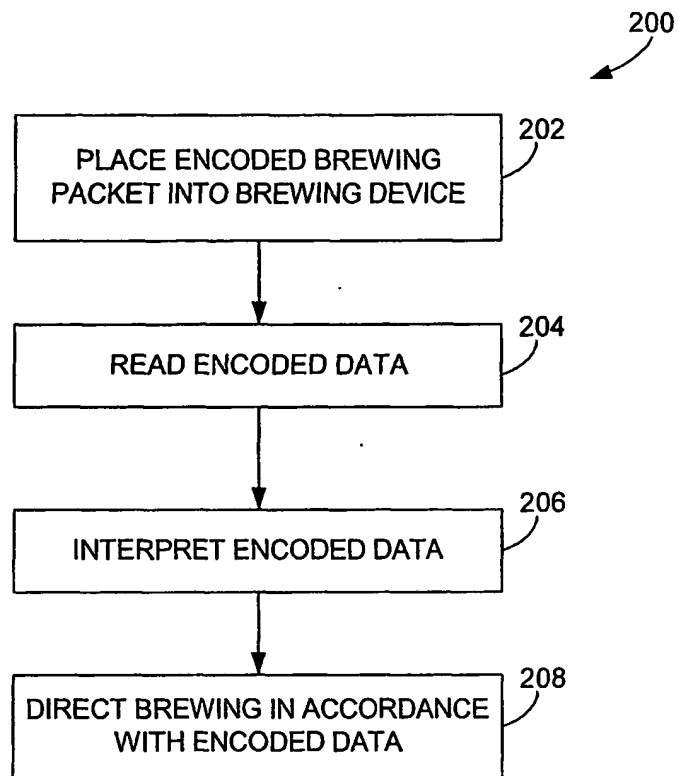 200
202
PLACE ENCODED BREWING
PACKET INTO BREWING DEVICE
204
READ ENCODED DATA
206
INTERPRET ENCODED DATA
208
DIRECT BREWING IN ACCORDANCE
WITH ENCODED DATA